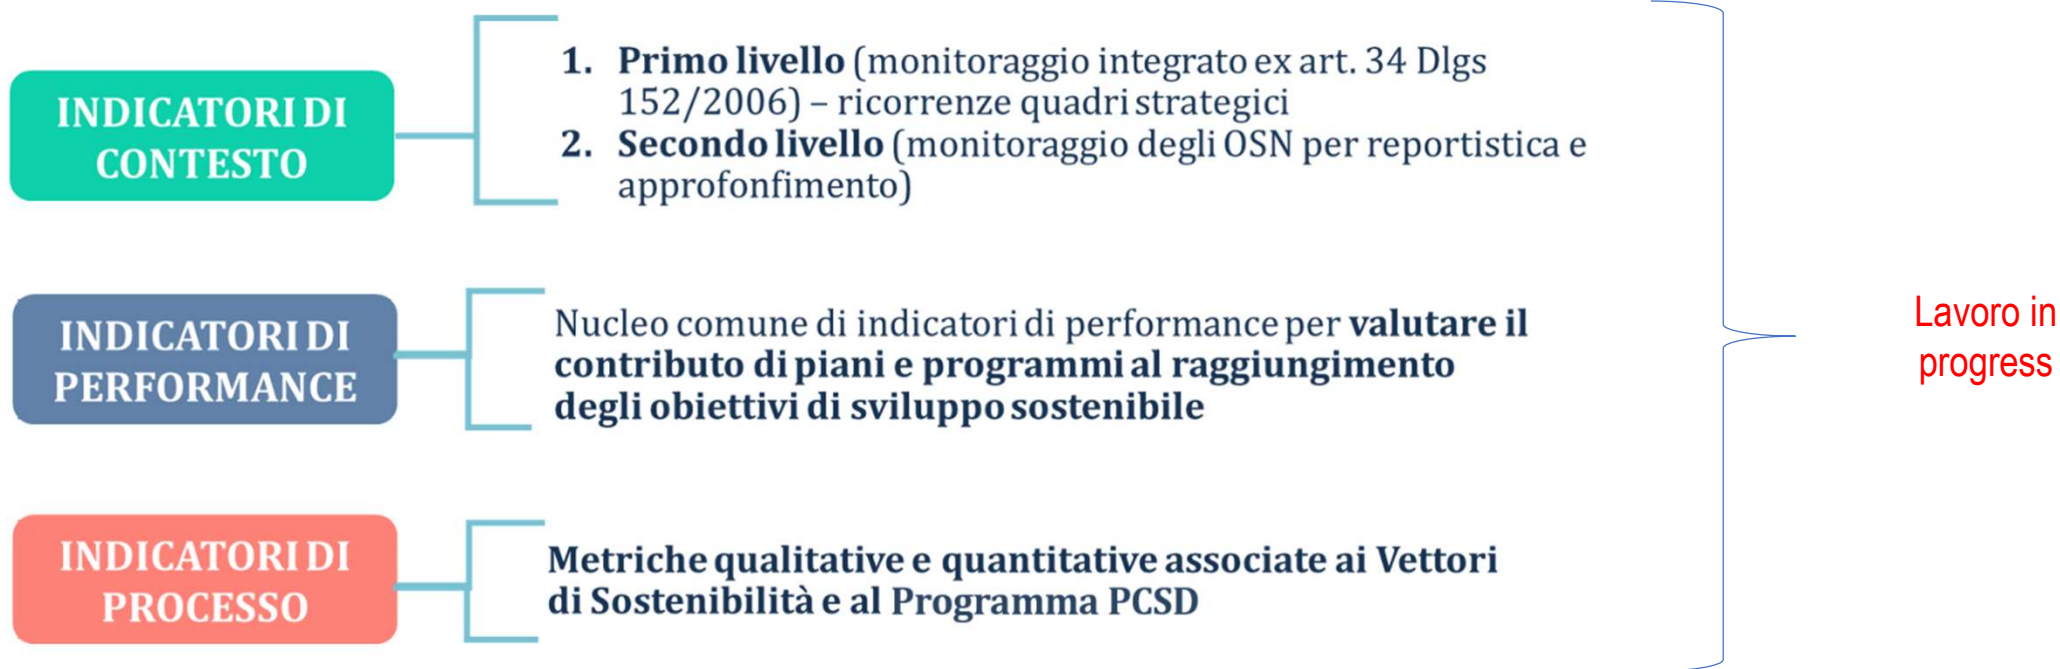 INDICATORI DI
CONTESTO
1. Primo livello (monitoraggio integrato ex art. 34 Dlgs
152/2006) – ricorrenze quadri strategici
2. Secondo livello (monitoraggio degli OSN per reportistica e
approfonfimento)
INDICATORI DI
PERFORMANCE
Nucleo comune di indicatori di performance per valutare il
contributo di piani e programmi al raggiungimento
degli obiettivi di sviluppo sostenibile
INDICATORI DI
PROCESSO
Metriche qualitative e quantitative associate ai Vettori
di Sostenibilità e al Programma PCSD
Lavoro in
progress